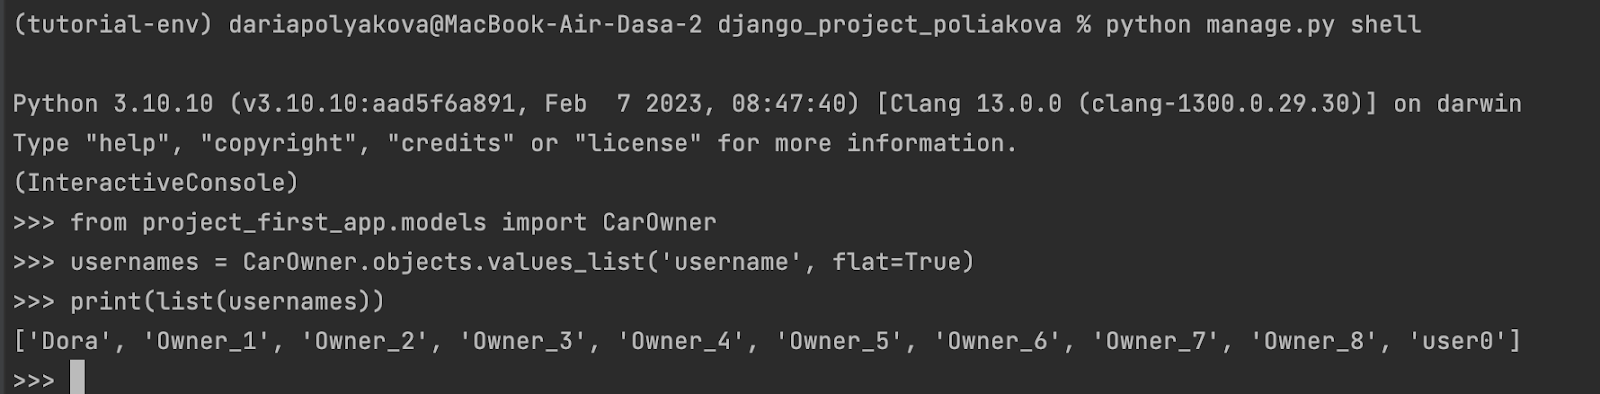 (tutorial-env) dariapolyakova@MacBook-Air-Dasa-2 django_project_poliakova % python manage.py shell
Python 3.10.10 (v3.10.10:aad5f6a891, Feb  7 2023, 08:47:40) [Clang 13.0.0 (clang-1300.0.29.30)] on darwin
Type "help", "copyright", "credits" or "license" for more information.
(InteractiveConsole)
>>> from project_first_app.models import CarOwner
>>> usernames = CarOwner.objects.values_list('username', flat=True)
>>> print(list(usernames))
['Dora', 'Owner_1', 'Owner_2', 'Owner_3', 'Owner_4', 'Owner_5', 'Owner_6', 'Owner_7', 'Owner_8', 'user0']
>>>